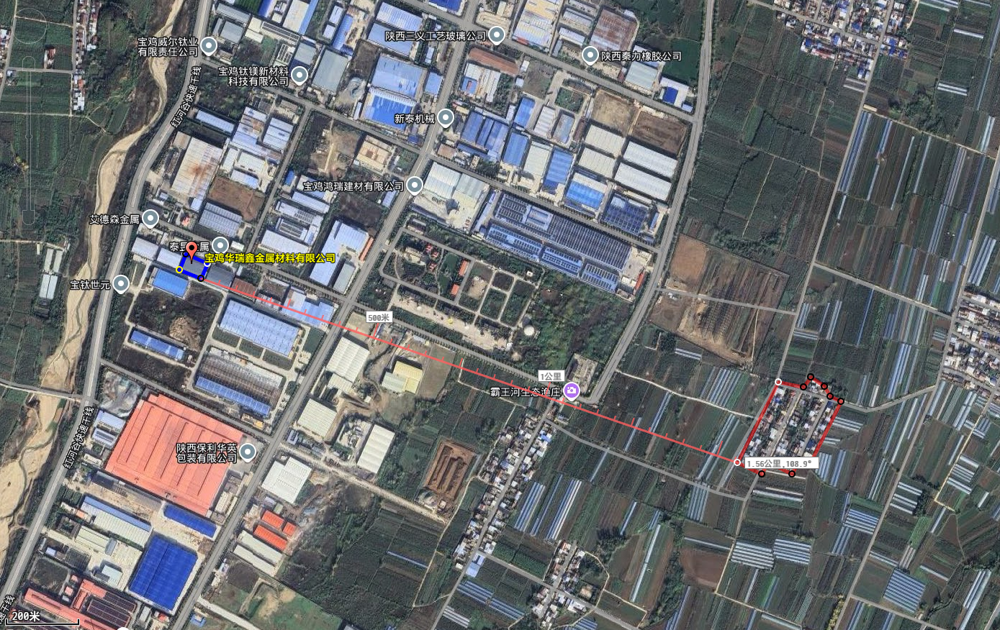 陕西三义工艺玻璃公司
宝鸡威尔钛业
有限责任公司
陕西秦力橡胶公司
宝鸡钛镁新材料
科技有限公司
红河谷快速干线
新泰机械
宝鸡鸿瑞建材有限公司
艾德森金属
宝鸡华瑞鑫金属材料有限公司
宝钛世元
500米
1公里
霸王河生态渔庄
红河谷快速干线
陕西保利华英
包装有限公司
1.56公里,108.9°
速干线
200米